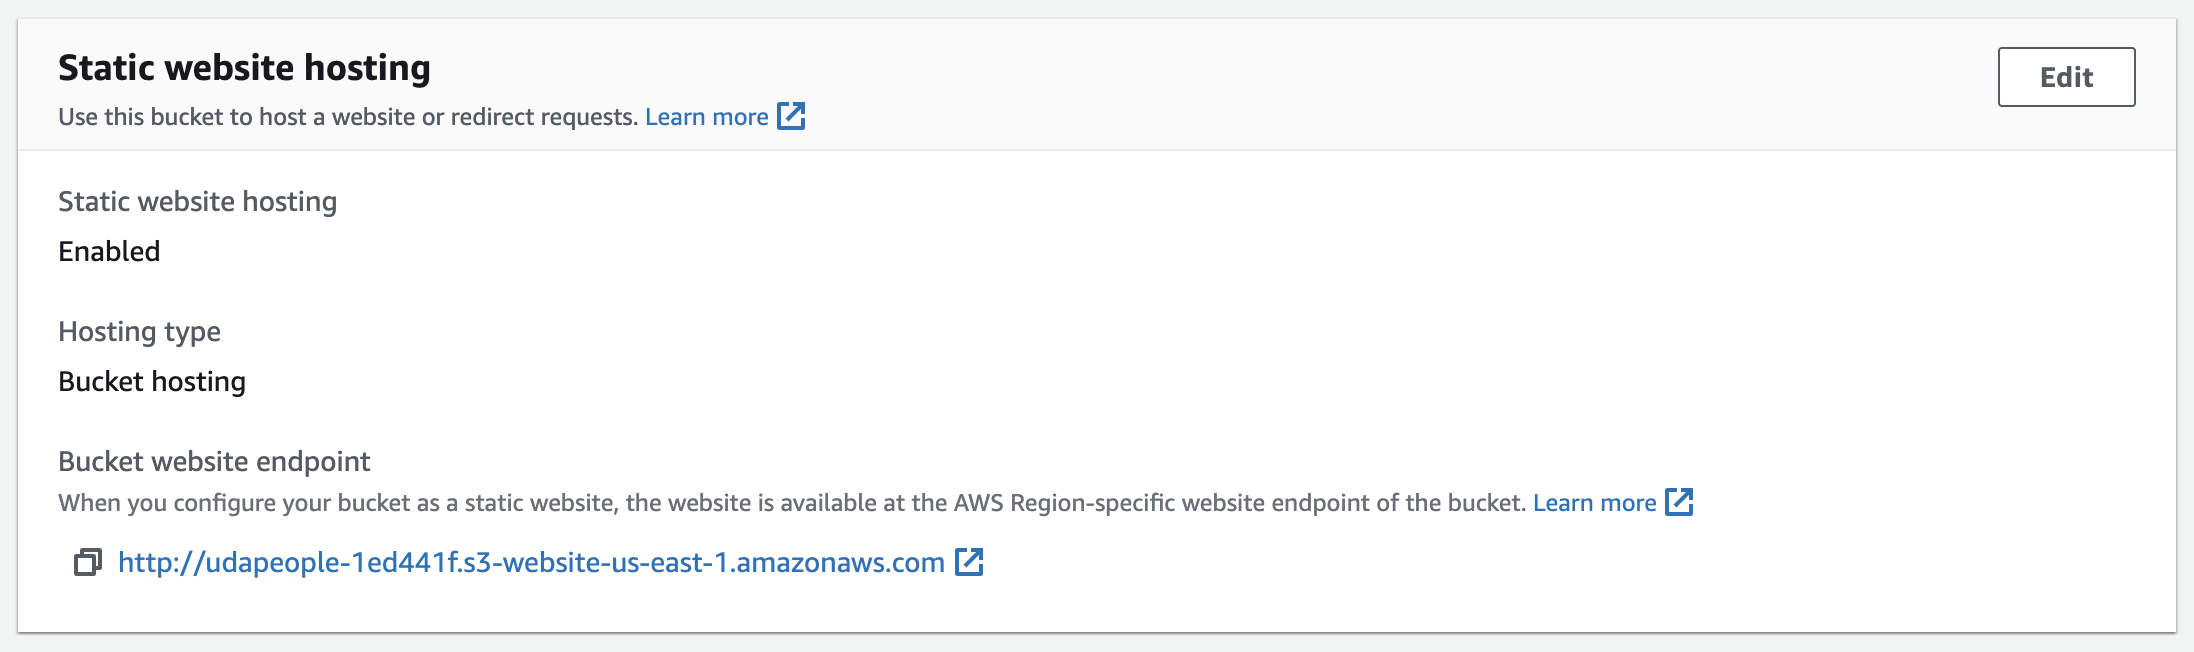 Static website hosting
Edit
Use this bucket to host a website or redirect requests. Learn more
Static website hosting
Enabled
Hosting type
Bucket hosting
Bucket website endpoint
When you configure your bucket as a static website, the website is available at the AWS Region-specific website endpoint of the bucket. Learn more
http://udapeople-1ed441f.s3-website-us-east-1.amazonaws.com